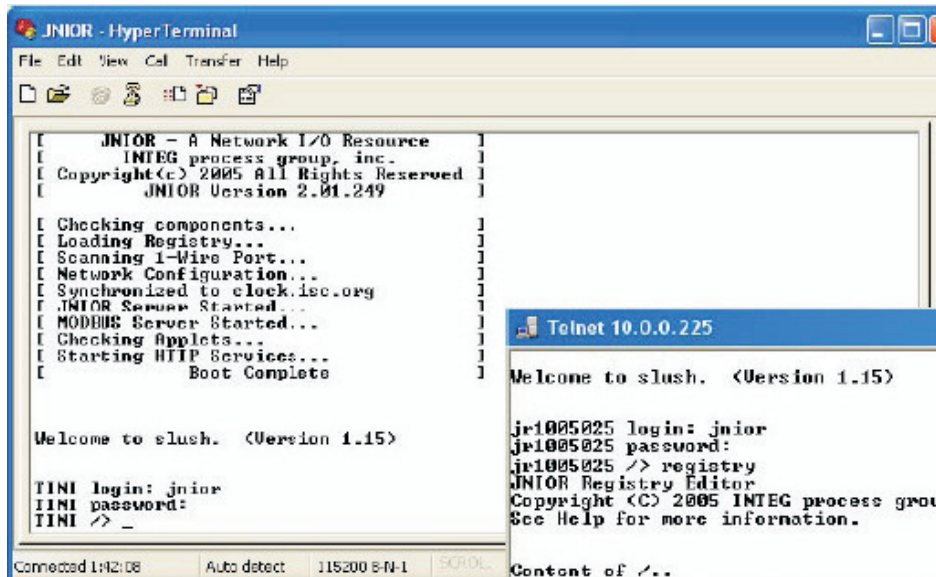 JNIOR - HyperTerminal
File Edit View Call Transfer Help
[ JNIOR - A Network I/O Resource ]
[ INTEG process group, inc. ]
[ Copyright(c) 2005 All Rights Reserved ]
[ JNIOR Version 2.01.249 ]
[ Checking components... ]
[ Loading Registry... ]
[ Scanning 1-Wire Port... ]
[ Network Configuration... ]
[ Synchronized to clock.isc.org ]
[ JNIOR Server Started... ]
[ MODBUS Server Started... ]
[ Checking Applets... ]
[ Starting HTTP Services... ]
[ Boot Complete ]
Welcome to slush. (Version 1.15)
TINI login: jnior
TINI password:
TINI /> _
Connected 1:42:08 Auto detect 115200 8-N-1 SCROLL
Telnet 10.0.0.225
Welcome to slush. (Version 1.15)
jr1005025 login: jnior
jr1005025 password:
jr1005025 /> registry
JNIOR Registry Editor
Copyright (C) 2005 INTEG process grou
See Help for more information.
Content of /..